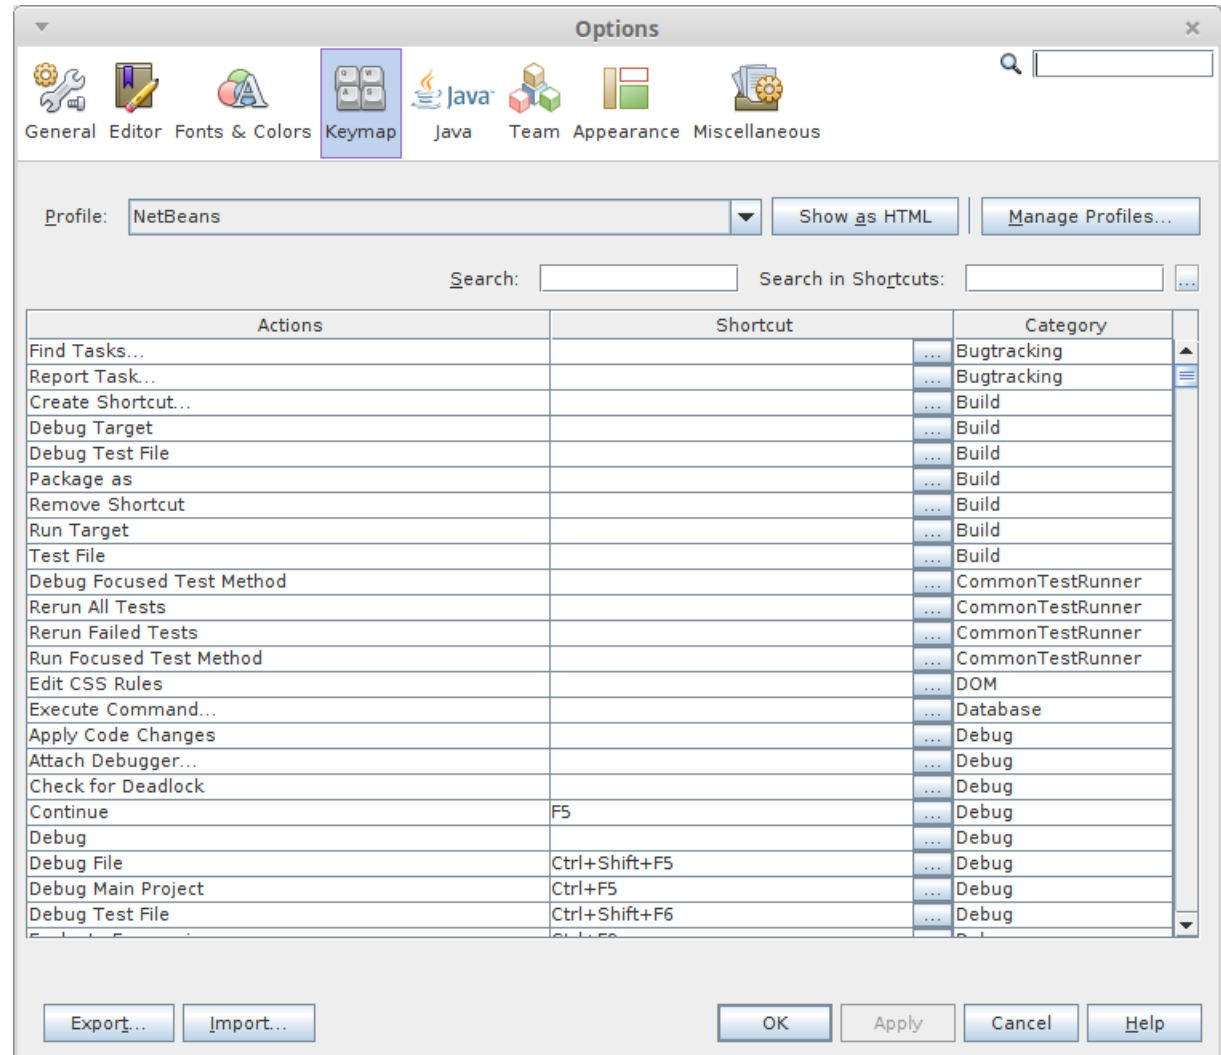 Options
General Editor Fonts & Colors Keymap Java Team Appearance Miscellaneous
Profile: NetBeans Show as HTML Manage Profiles...
Search: Search in Shortcuts: ...
Actions Shortcut Category
Find Tasks... ... Bugtracking
Report Task... ... Bugtracking
Create Shortcut... ... Build
Debug Target ... Build
Debug Test File ... Build
Package as ... Build
Remove Shortcut ... Build
Run Target ... Build
Test File ... Build
Debug Focused Test Method ... CommonTestRunner
Rerun All Tests ... CommonTestRunner
Rerun Failed Tests ... CommonTestRunner
Run Focused Test Method ... CommonTestRunner
Edit CSS Rules ... DOM
Execute Command... ... Database
Apply Code Changes ... Debug
Attach Debugger... ... Debug
Check for Deadlock ... Debug
Continue F5 ... Debug
Debug ... Debug
Debug File Ctrl+Shift+F5 ... Debug
Debug Main Project Ctrl+F5 ... Debug
Debug Test File Ctrl+Shift+F6 ... Debug
Export... Import... OK Apply Cancel Help